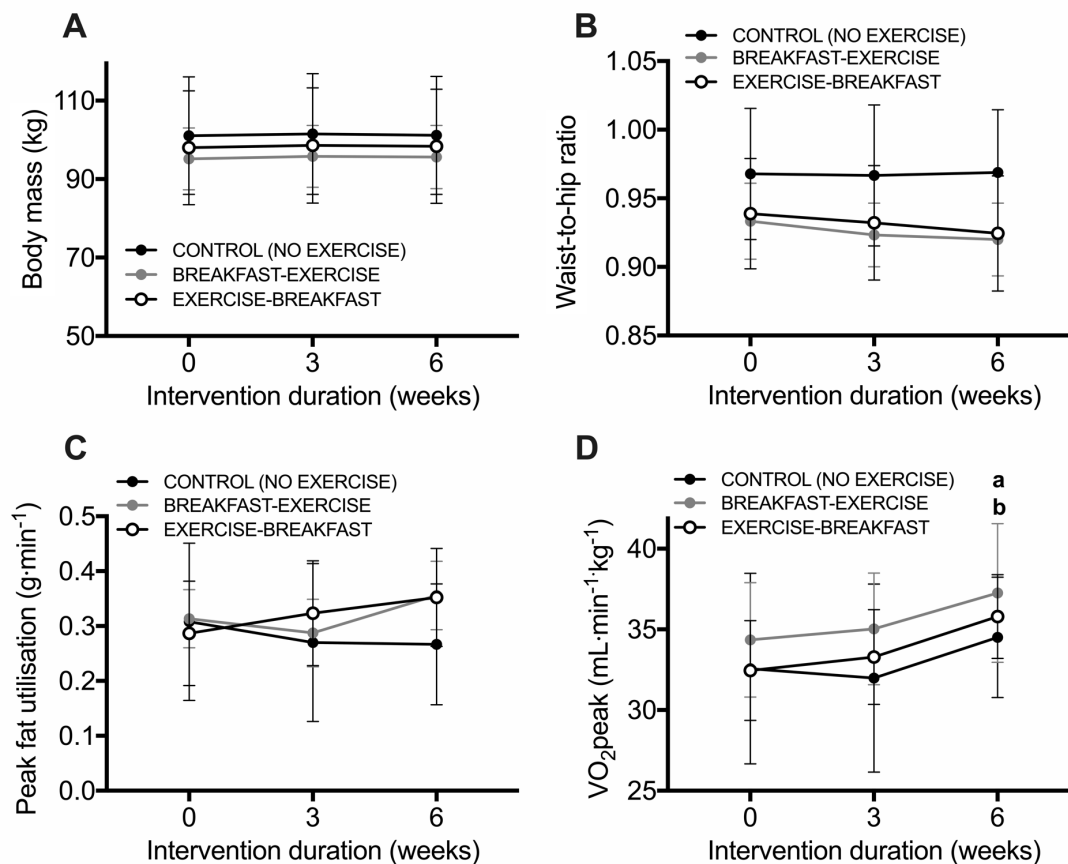 A
Body mass (kg)
110
90
70
50
CONTROL (NO EXERCISE)
BREAKFAST-EXERCISE
EXERCISE-BREAKFAST
0 3 6
Intervention duration (weeks)
B
CONTROL (NO EXERCISE)
BREAKFAST-EXERCISE
EXERCISE-BREAKFAST
Waist-to-hip ratio
1.05
1.00
0.95
0.90
0.85
0 3 6
Intervention duration (weeks)
C
CONTROL (NO EXERCISE)
BREAKFAST-EXERCISE
EXERCISE-BREAKFAST
Peak fat utilisation (g·min⁻¹)
0.5
0.4
0.3
0.2
0.1
0.0
0 3 6
Intervention duration (weeks)
D
CONTROL (NO EXERCISE)
BREAKFAST-EXERCISE
EXERCISE-BREAKFAST
a
b
VO₂peak (mL·min⁻¹·kg⁻¹)
40
35
30
25
0 3 6
Intervention duration (weeks)